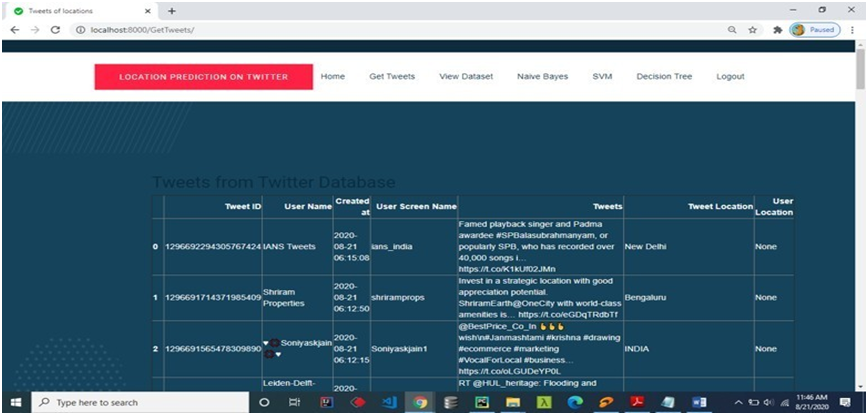 Tweets of locations
localhost:8000/GetTweets/
Paused
LOCATION PREDICTION ON TWITTER Home Get Tweets View Dataset Naive Bayes SVM Decision Tree Logout
Tweets from Twitter Database
Tweet ID User Name Created at User Screen Name Tweets Tweet Location User Location
0 1296692294305767424 IANS Tweets 2020-08-21 06:15:08 ians_india
Famed playback singer and Padma
awardee #SPBalasubrahmanyam, or
popularly SPB, who has recorded over
40,000 songs i...
https://t.co/K1kUf02JMn
New Delhi None
1 1296691714371985409 Shriram Properties 2020-08-21 06:12:50 shriramprops
Invest in a strategic location with good
appreciation potential.
ShriramEarth@OneCity with world-class
amenities is... https://t.co/eGDqTRdbTf
Bengaluru None
2 1296691565478309890 Soniyaskjain 2020-08-21 06:12:15 Soniyaskjain1
@BestPrice_Co_In
wish\n#Janmashtami #krishna #drawing
#ecommerce #marketing
#VocalForLocal #business...
https://t.co/oLGUDeYP0L
INDIA None
Leiden-Delft-
2020-
RT @HUL_heritage: Flooding and
Type here to search
11:46 AM
8/21/2020